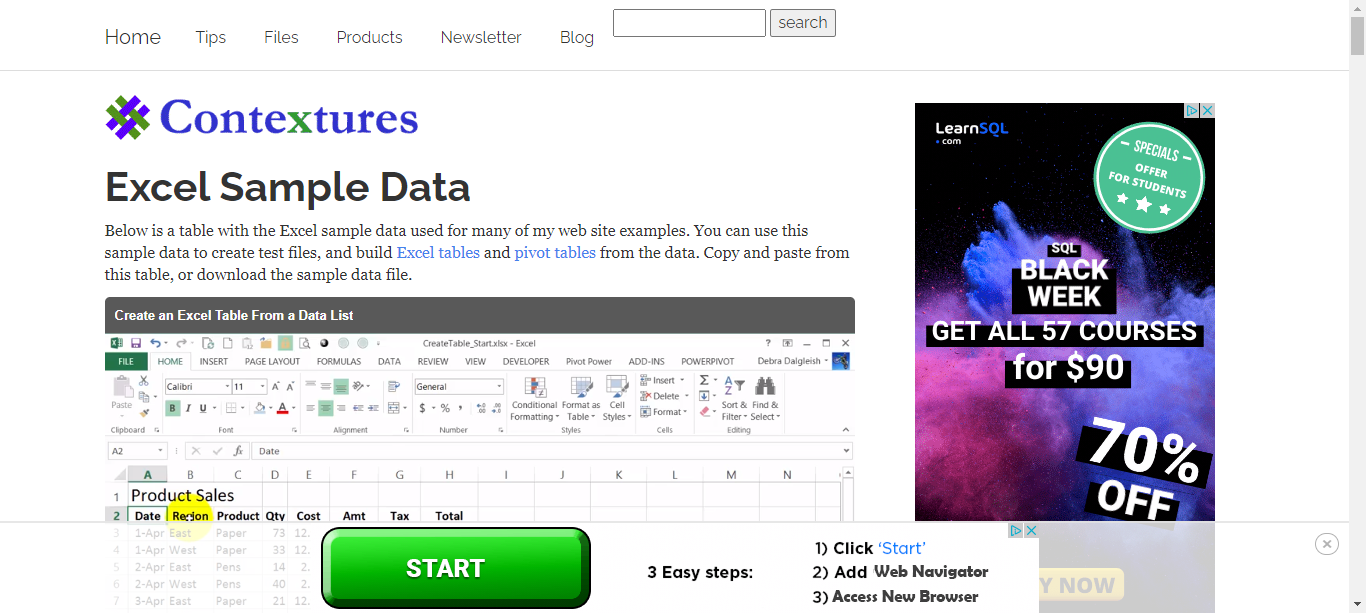 Home Tips Files Products Newsletter Blog search
Contextures
Excel Sample Data
Below is a table with the Excel sample data used for many of my web site examples. You can use this
sample data to create test files, and build Excel tables and pivot tables from the data. Copy and paste from
this table, or download the sample data file.
Create an Excel Table From a Data List
CreateTable_Start.xlsx - Excel
FILE HOME INSERT PAGE LAYOUT FORMULAS DATA REVIEW VIEW DEVELOPER Pivot Power ADD-INS POWERPIVOT Debra Dalgleish
Calibri 11 General Insert
Paste Conditional Format as Cell Delete Sort & Find &
B I U $ % Formatting Table Styles Format Filter Select
Clipboard Font Alignment Number Styles Cells Editing
A2 fx Date
A B C D E F G H I J K L M N
1 Product Sales
2 Date Region Product Qty Cost Amt Tax Total
3 1-Apr East Paper 73 12.
4 1-Apr West Paper 33 12.
5 2-Apr East Pens 14 2.
6 2-Apr West Pens 40 2.
7 3-Apr East Paper 21 12.
LearnSQL
.com
SPECIALS
OFFER
FOR STUDENTS
SQL
BLACK
WEEK
GET ALL 57 COURSES
for $90
70%
OFF
Y NOW
START
3 Easy steps:
1) Click ‘Start’
2) Add Web Navigator
3) Access New Browser